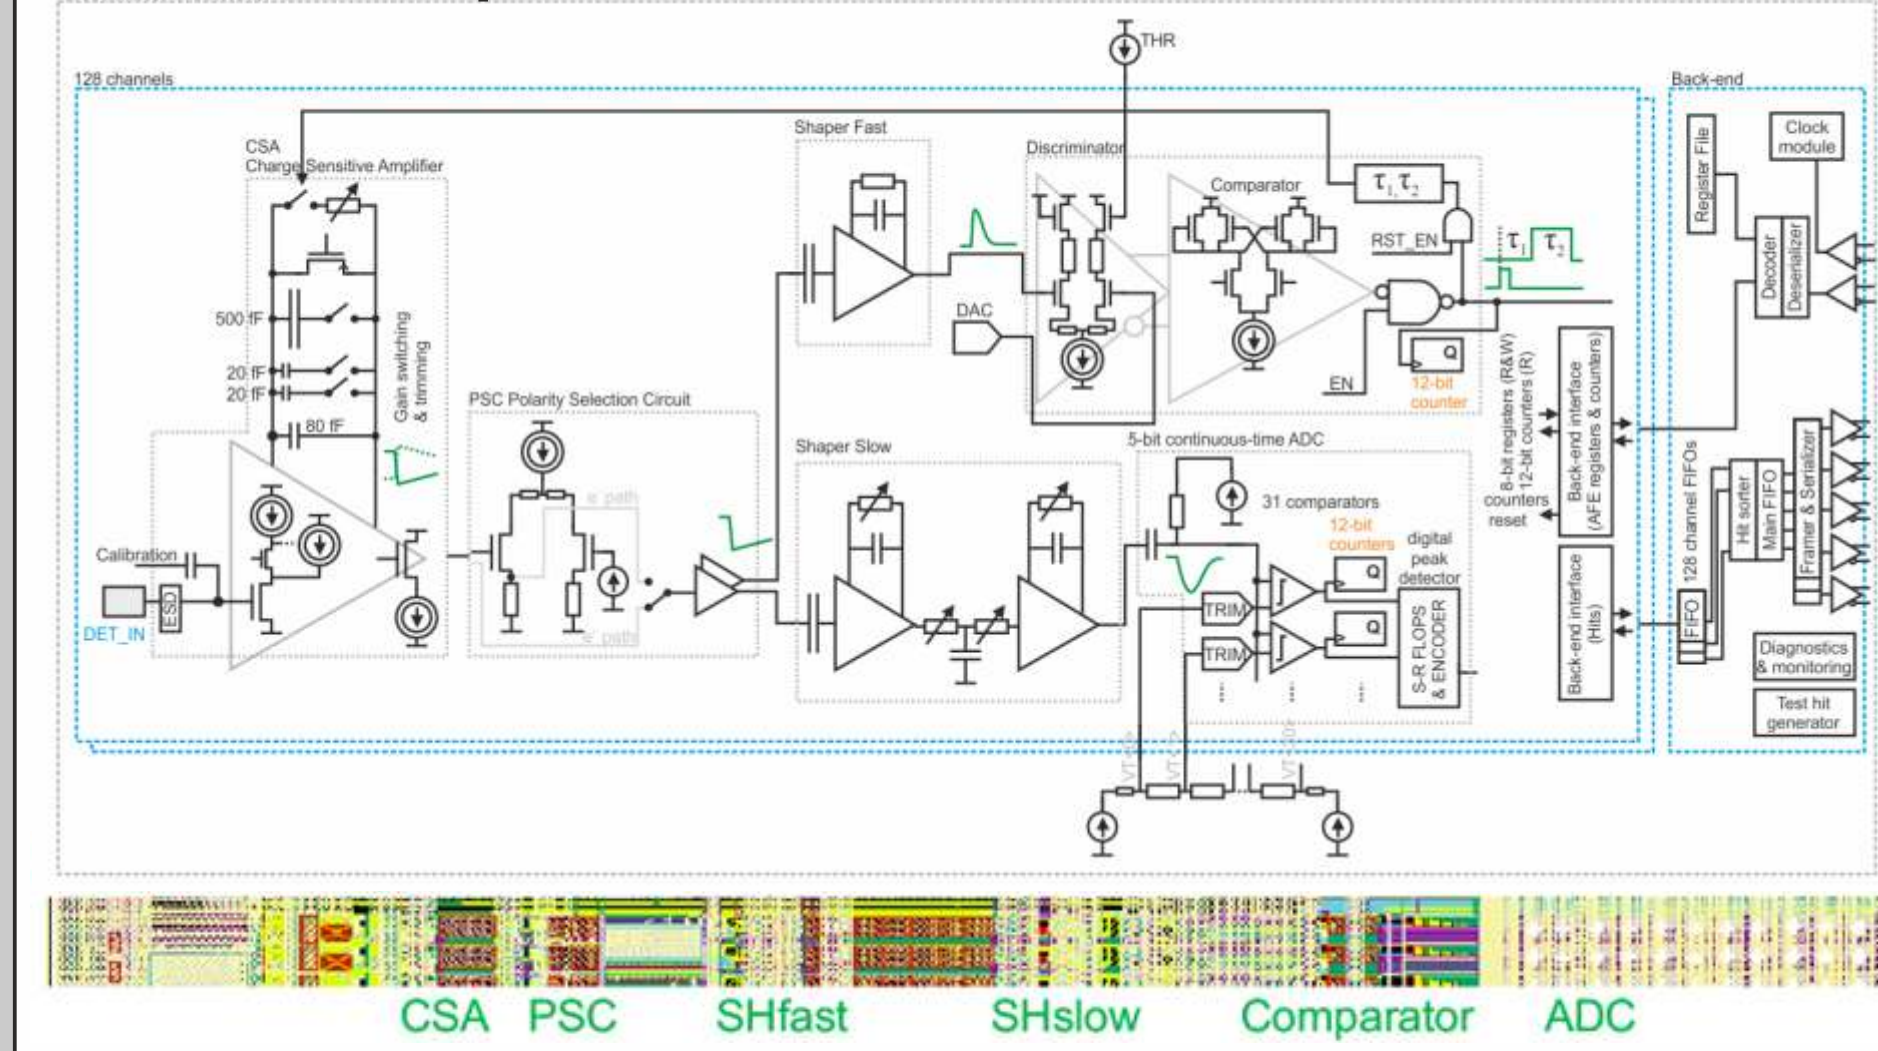 THR
128 channels
Back-end
CSA
Charge Sensitive Amplifier
Shaper Fast
Discriminator
Comparator
τ1,τ2
RST_EN
τ1
τ2
Register File
Clock
module
Decoder
Deserializer
500 fF
20 fF
20 fF
80 fF
Gain switching
& trimming
DAC
EN
Q
12-bit
counter
8-bit registers (R&W)
12-bit counters (R)
counters
reset
Back-end interface
(AFE registers & counters)
PSC Polarity Selection Circuit
e path
e path
Shaper Slow
5-bit continuous-time ADC
31 comparators
12-bit
counters
digital
peak
detector
Q
Q
TRIM
TRIM
S-R FLOPS
& ENCODER
Back-end interface
(Hits)
128 channel FIFOs
FIFO
Hit sorter
Main FIFO
Framer & Serializer
Diagnostics
& monitoring
Test hit
generator
Calibration
ESD
DET_IN
CSA
PSC
SHfast
SHslow
Comparator
ADC